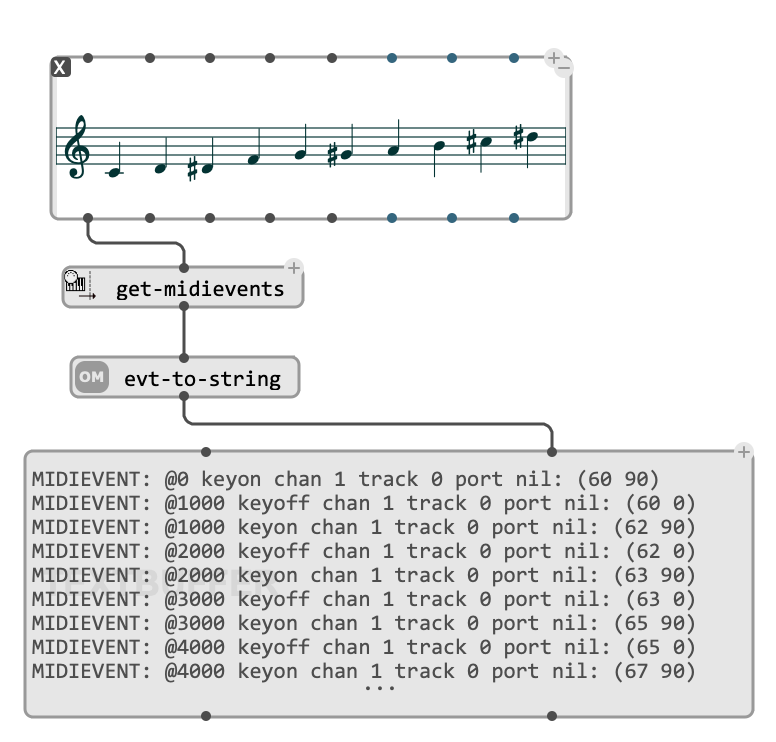 X
get-midievents
OM evt-to-string
TEXTBUFFER
MIDIEVENT: @0 keyon chan 1 track 0 port nil: (60 90)
MIDIEVENT: @1000 keyoff chan 1 track 0 port nil: (60 0)
MIDIEVENT: @1000 keyon chan 1 track 0 port nil: (62 90)
MIDIEVENT: @2000 keyoff chan 1 track 0 port nil: (62 0)
MIDIEVENT: @2000 keyon chan 1 track 0 port nil: (63 90)
MIDIEVENT: @3000 keyoff chan 1 track 0 port nil: (63 0)
MIDIEVENT: @3000 keyon chan 1 track 0 port nil: (65 90)
MIDIEVENT: @4000 keyoff chan 1 track 0 port nil: (65 0)
MIDIEVENT: @4000 keyon chan 1 track 0 port nil: (67 90)
...